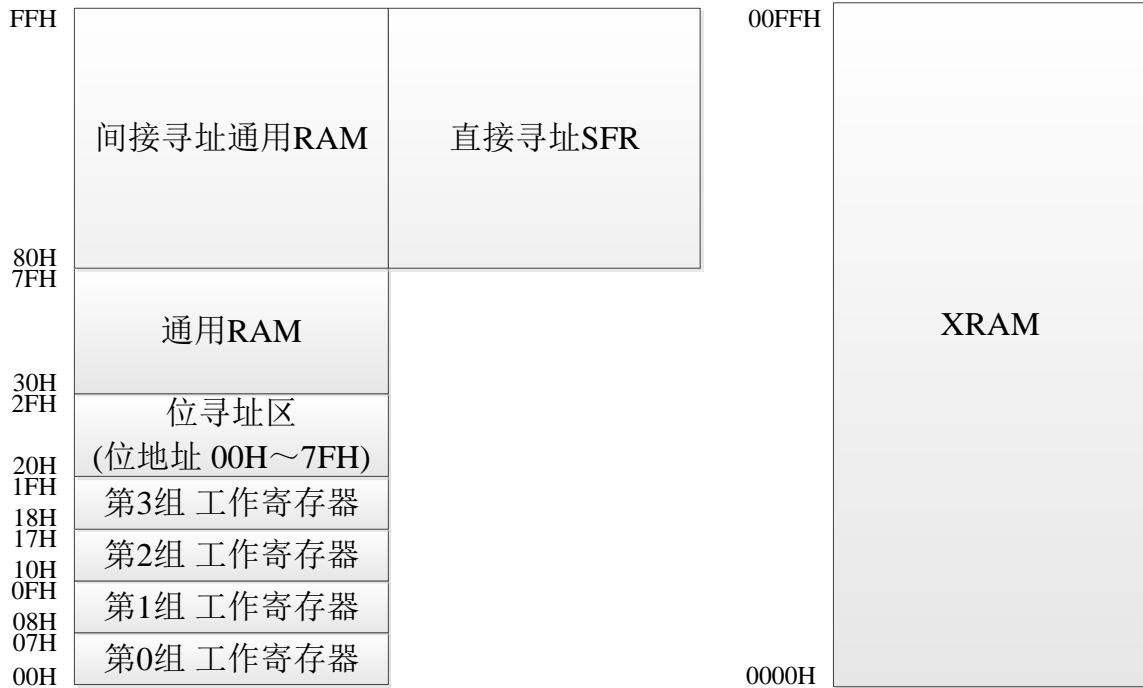 FFH
间接寻址通用RAM
直接寻址SFR
80H
7FH
通用RAM
30H
2FH
位寻址区
(位地址 00H～7FH)
20H
1FH
第3组 工作寄存器
18H
17H
第2组 工作寄存器
10H
0FH
第1组 工作寄存器
08H
07H
第0组 工作寄存器
00H
00FFH
XRAM
0000H